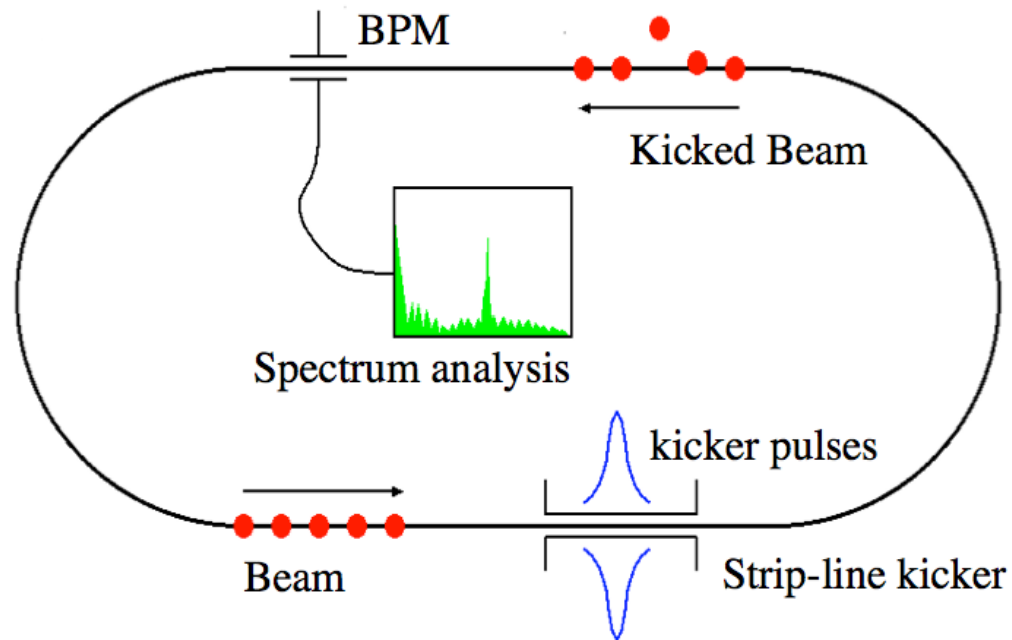 BPM
Kicked Beam
Spectrum analysis
kicker pulses
Beam
Strip-line kicker